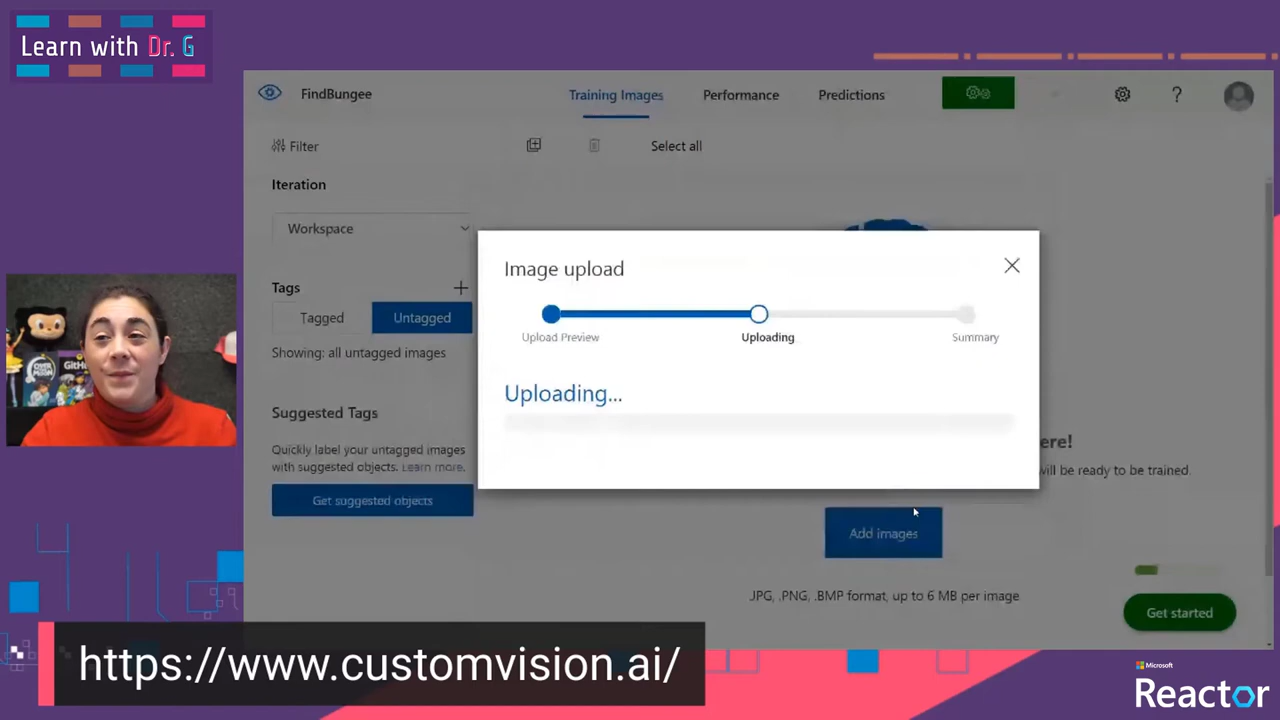 Learn with Dr. G
FindBungee
Training Images
Performance
Predictions
?
Filter
Select all
Iteration
Workspace
Tags
Tagged
Untagged
Showing: all untagged images
Suggested Tags
Quickly label your untagged images
with suggested objects. Learn more.
Get suggested objects
Image upload
Upload Preview
Uploading
Summary
Uploading...
ere!
will be ready to be trained.
Add images
JPG, .PNG, .BMP format, up to 6 MB per image
Get started
OVER
MOON
GitH
https://www.customvision.ai/
Microsoft
Reactor